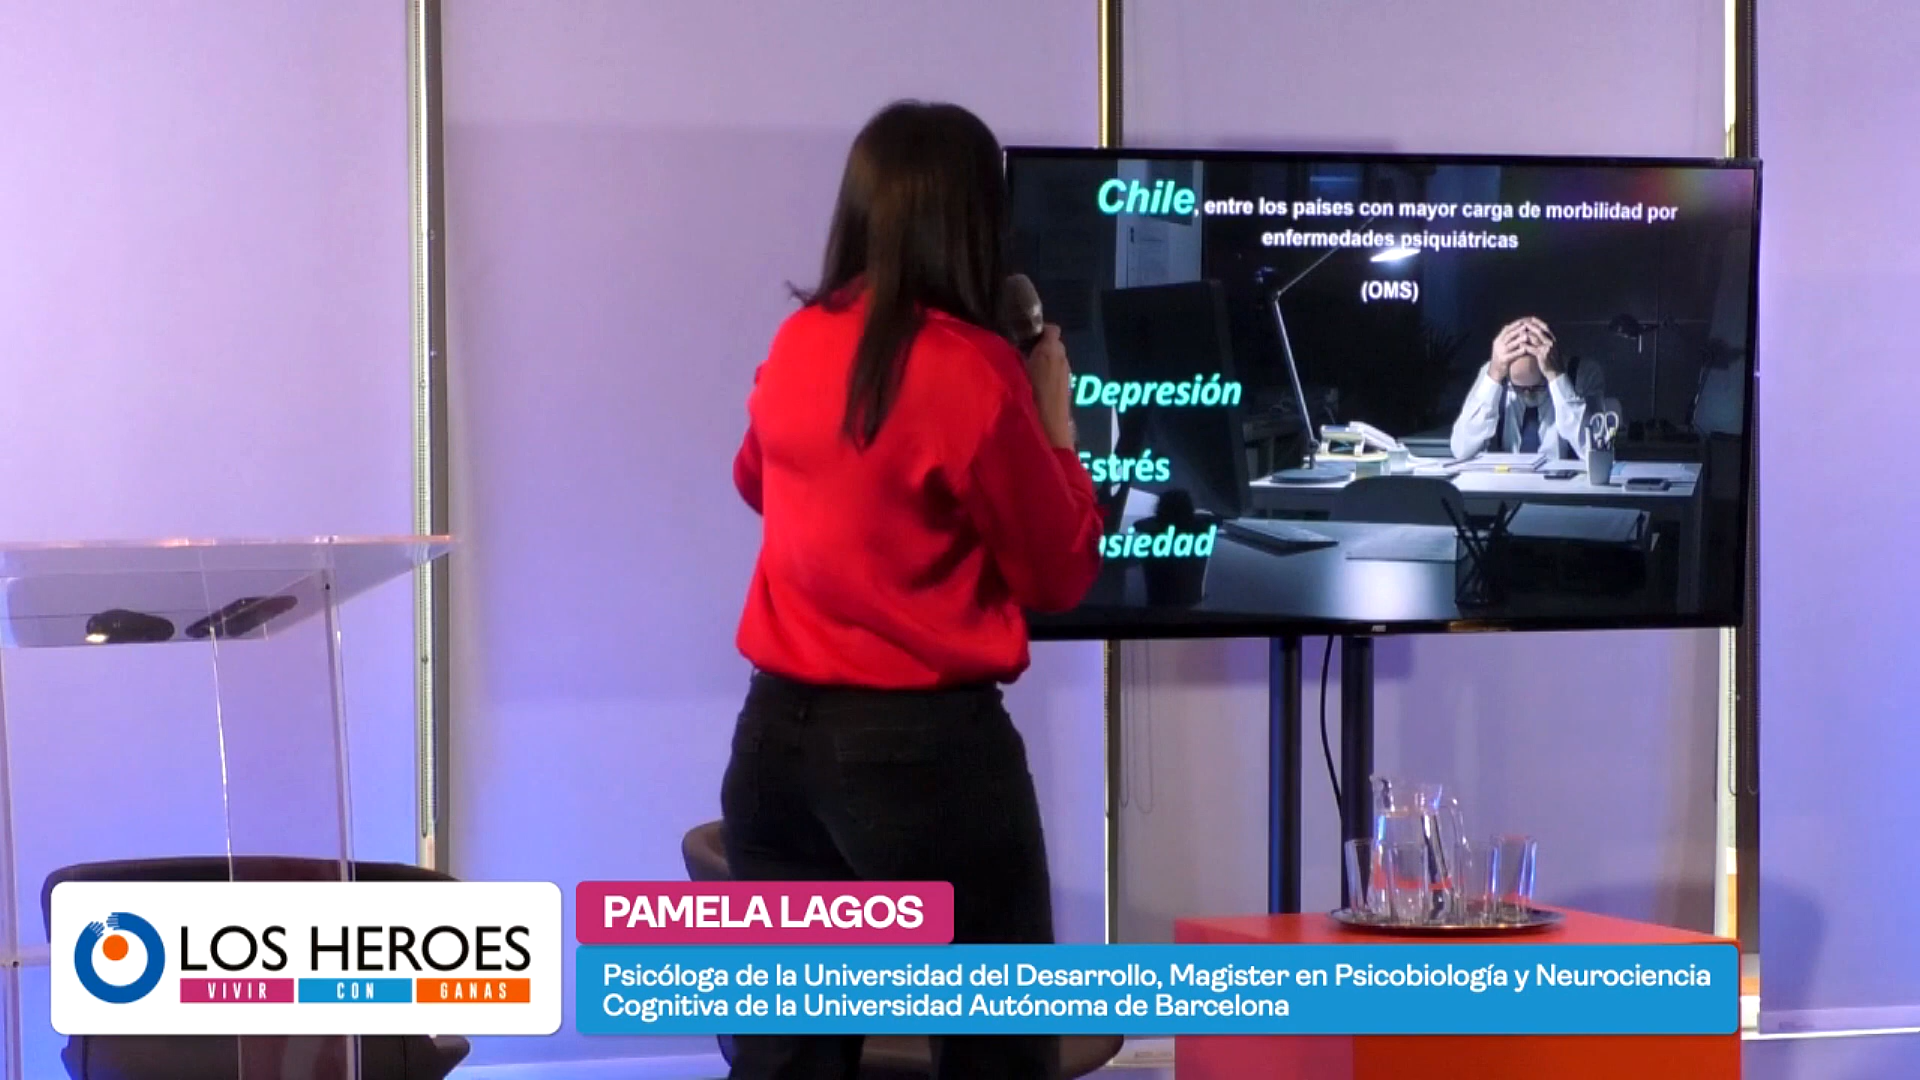 Chile, entre los países con mayor carga de morbilidad por
enfermedades psiquiátricas
(OMS)
*Depresión
Estrés
nsiedad
LOS HEROES
VIVIR CON GANAS
PAMELA LAGOS
Psicóloga de la Universidad del Desarrollo, Magister en Psicobiología y Neurociencia
Cognitiva de la Universidad Autónoma de Barcelona